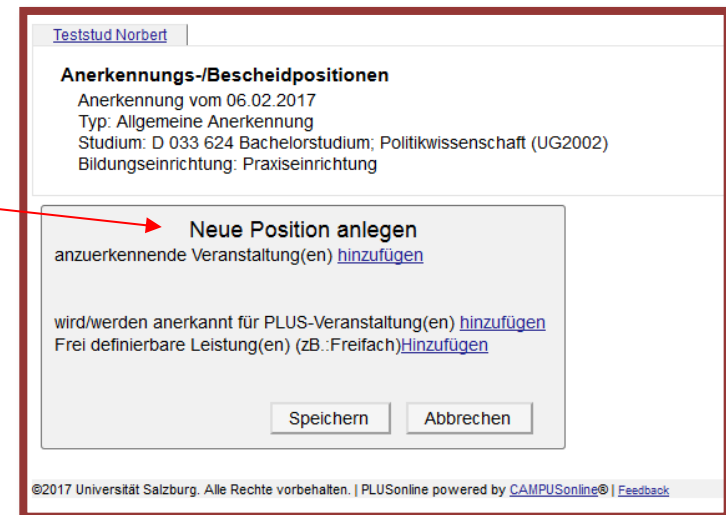 Teststud Norbert
Anerkennungs-/Bescheidpositionen
Anerkennung vom 06.02.2017
Typ: Allgemeine Anerkennung
Studium: D 033 624 Bachelorstudium; Politikwissenschaft (UG2002)
Bildungseinrichtung: Praxiseinrichtung
Neue Position anlegen
anzuerkennende Veranstaltung(en) hinzufügen
wird/werden anerkannt für PLUS-Veranstaltung(en) hinzufügen
Frei definierbare Leistung(en) (zB.:Freifach)Hinzufügen
Speichern Abbrechen
©2017 Universität Salzburg. Alle Rechte vorbehalten. | PLUSonline powered by CAMPUSonline® | Feedback